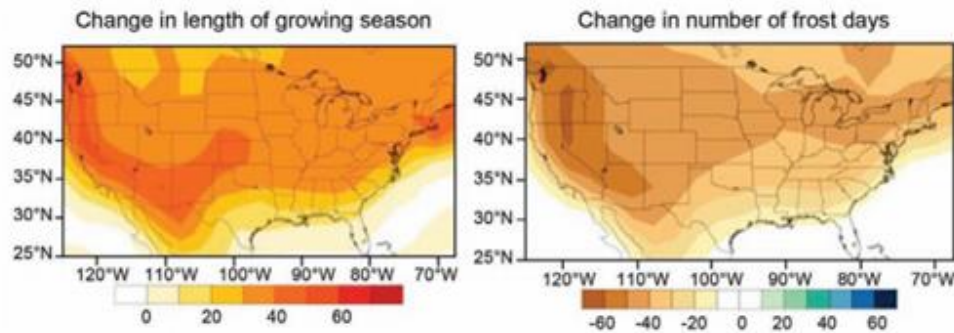 Change in length of growing season
50°N
45°N
40°N
35°N
30°N
25°N
120°W 110°W 100°W 90°W 80°W 70°W
0 20 40 60
Change in number of frost days
50°N
45°N
40°N
35°N
30°N
25°N
120°W 110°W 100°W 90°W 80°W 70°W
-60 -40 -20 0 20 40 60